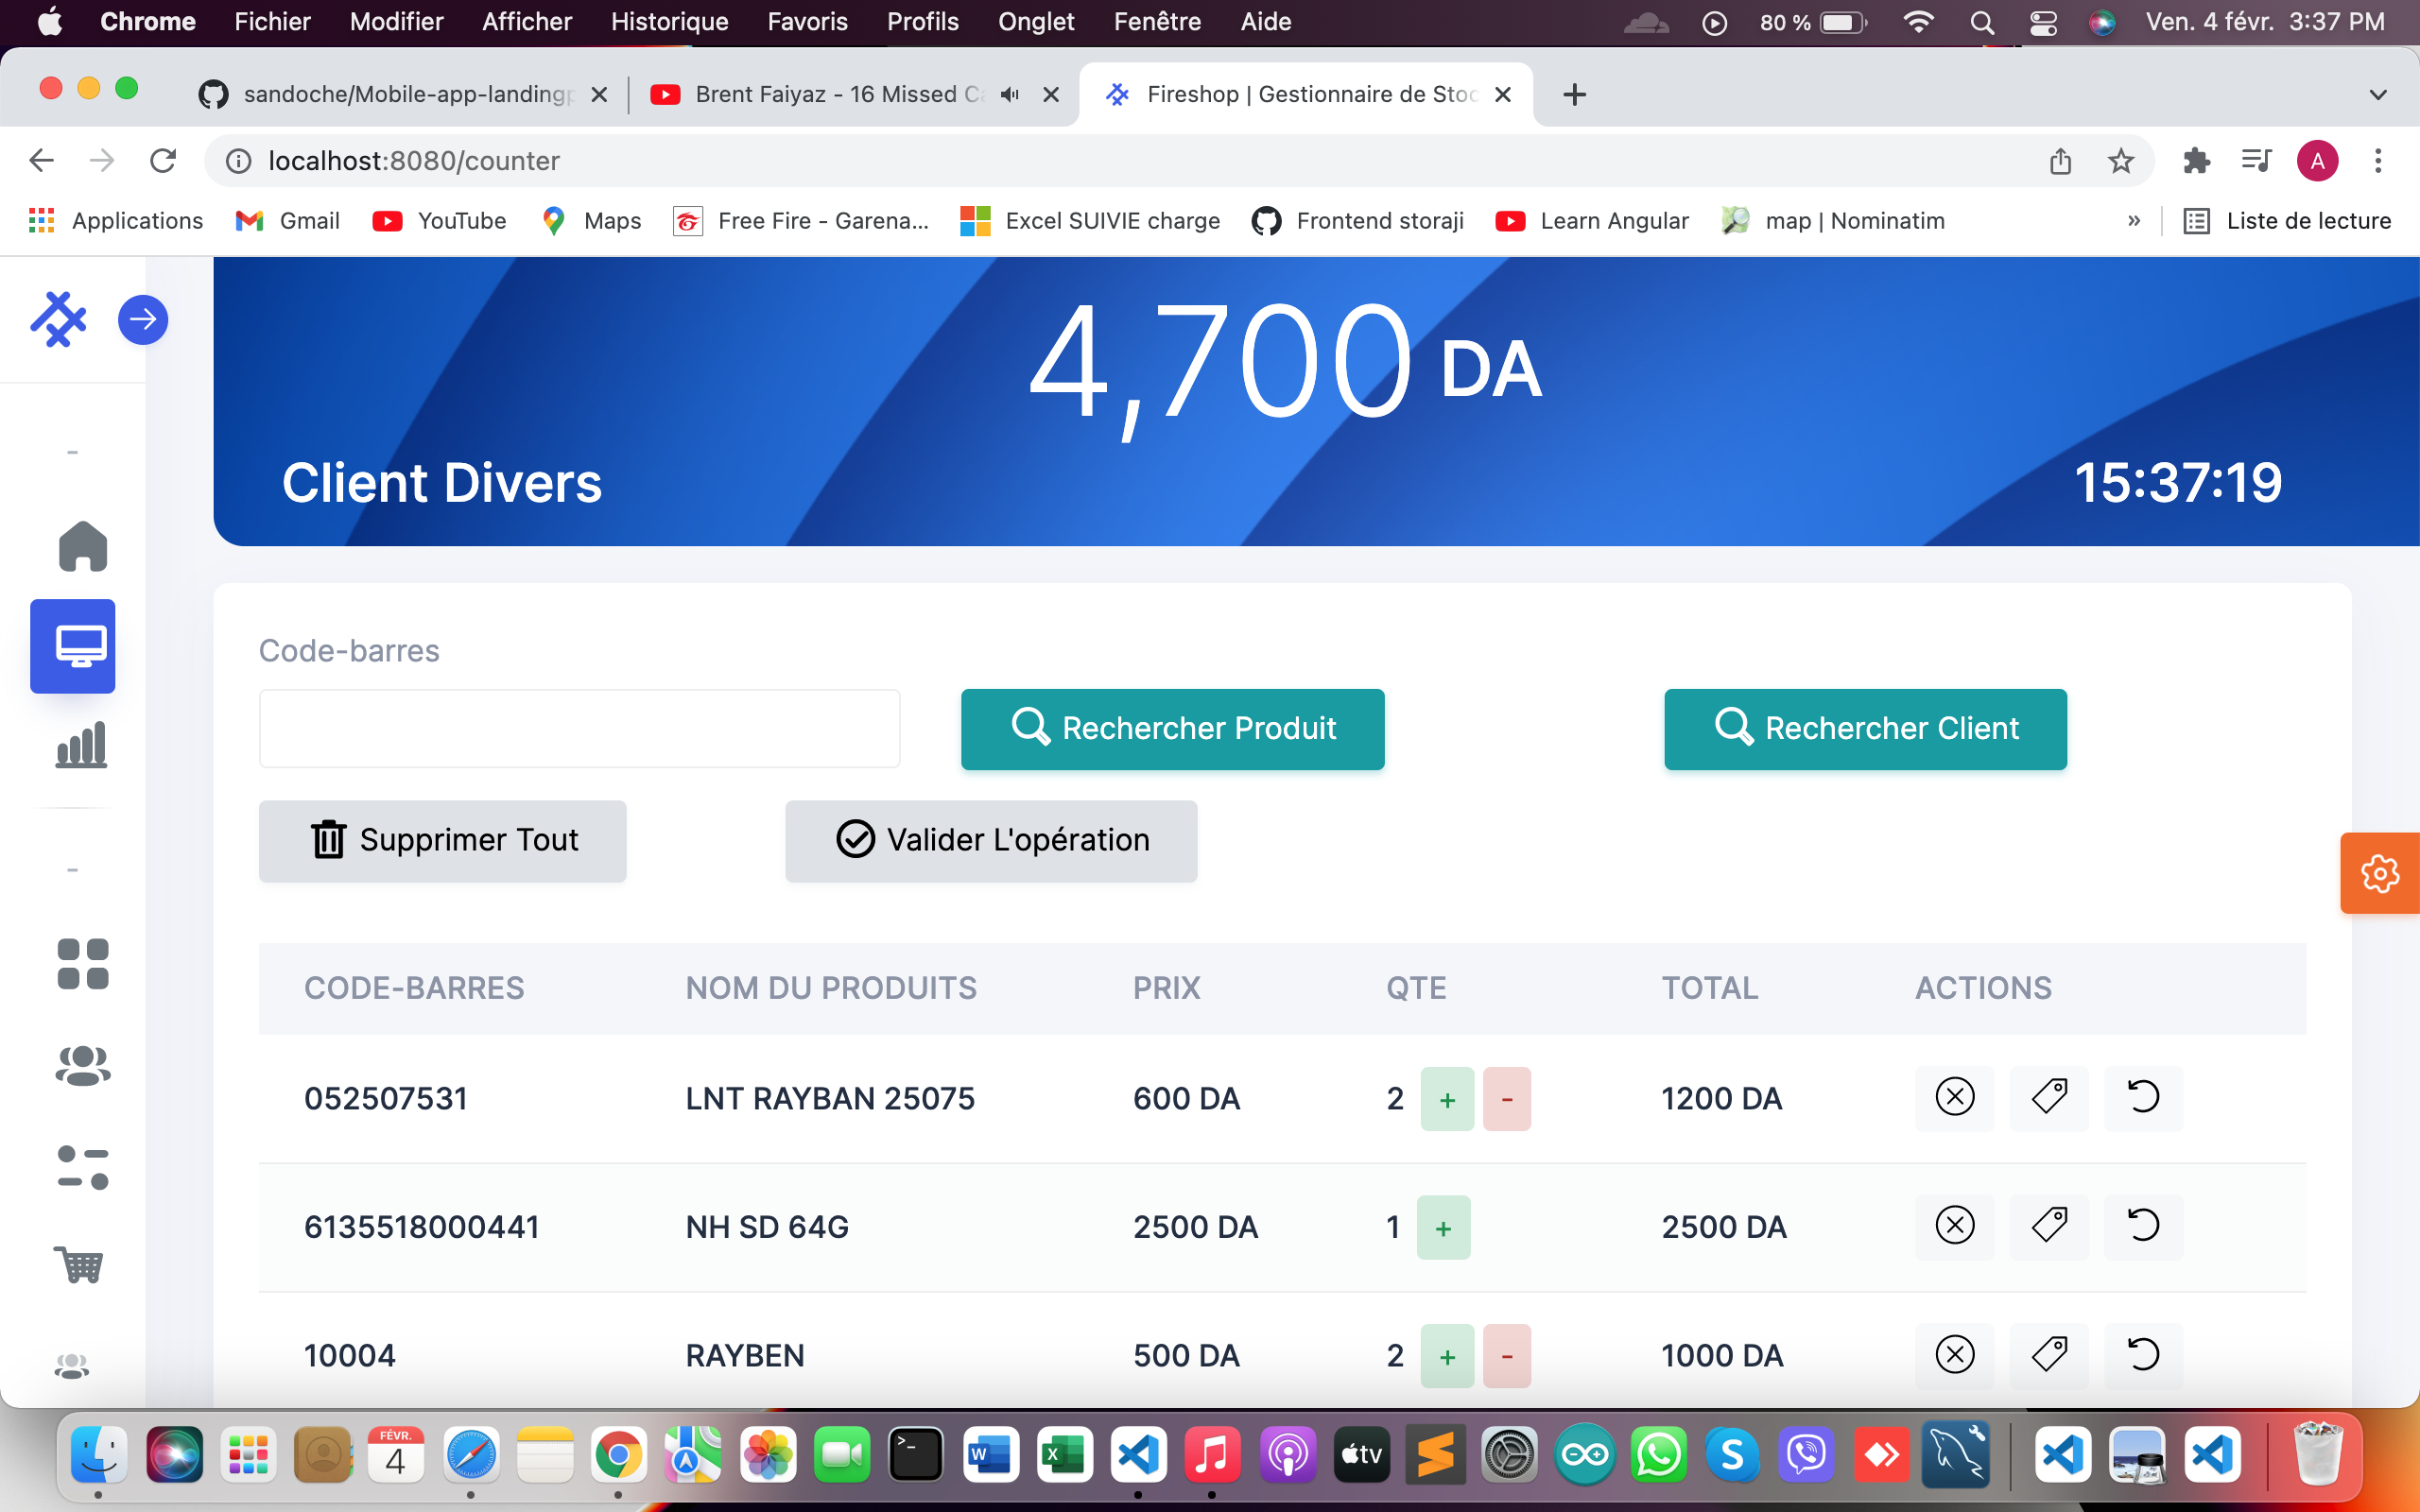 Chrome Fichier Modifier Afficher Historique Favoris Profils Onglet Fenêtre Aide 80 % Ven. 4 févr. 3:37 PM
sandoche/Mobile-app-landingp
Brent Faiyaz - 16 Missed Ca
Fireshop | Gestionnaire de Stoc
localhost:8080/counter
A
Applications Gmail YouTube Maps Free Fire - Garena... Excel SUIVIE charge Frontend storaji Learn Angular map | Nominatim » Liste de lecture
4,700 DA
Client Divers 15:37:19
-
Code-barres
Rechercher Produit Rechercher Client
Supprimer Tout Valider L'opération
-
CODE-BARRES NOM DU PRODUITS PRIX QTE TOTAL ACTIONS
052507531 LNT RAYBAN 25075 600 DA 2 + - 1200 DA
6135518000441 NH SD 64G 2500 DA 1 + 2500 DA
10004 RAYBEN 500 DA 2 + - 1000 DA
FÉVR.
4
>_
W
X
tv
S